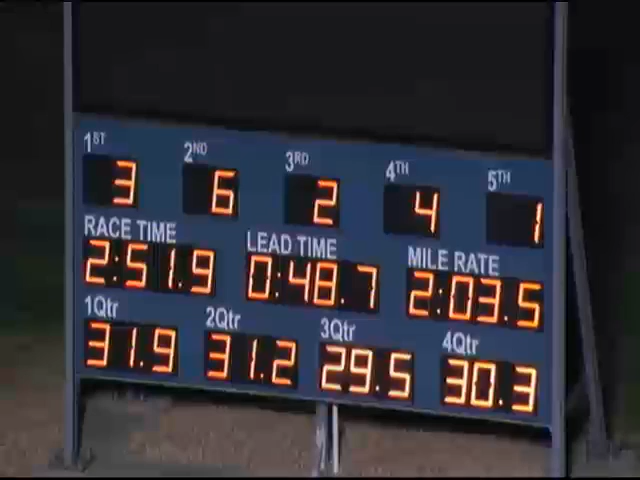 1ST 2ND 3RD 4TH 5TH
3 6 2 4 1
RACE TIME LEAD TIME MILE RATE
2:51.9 0:48.7 2:03.5
1Qtr 2Qtr 3Qtr 4Qtr
31.9 31.2 29.5 30.3